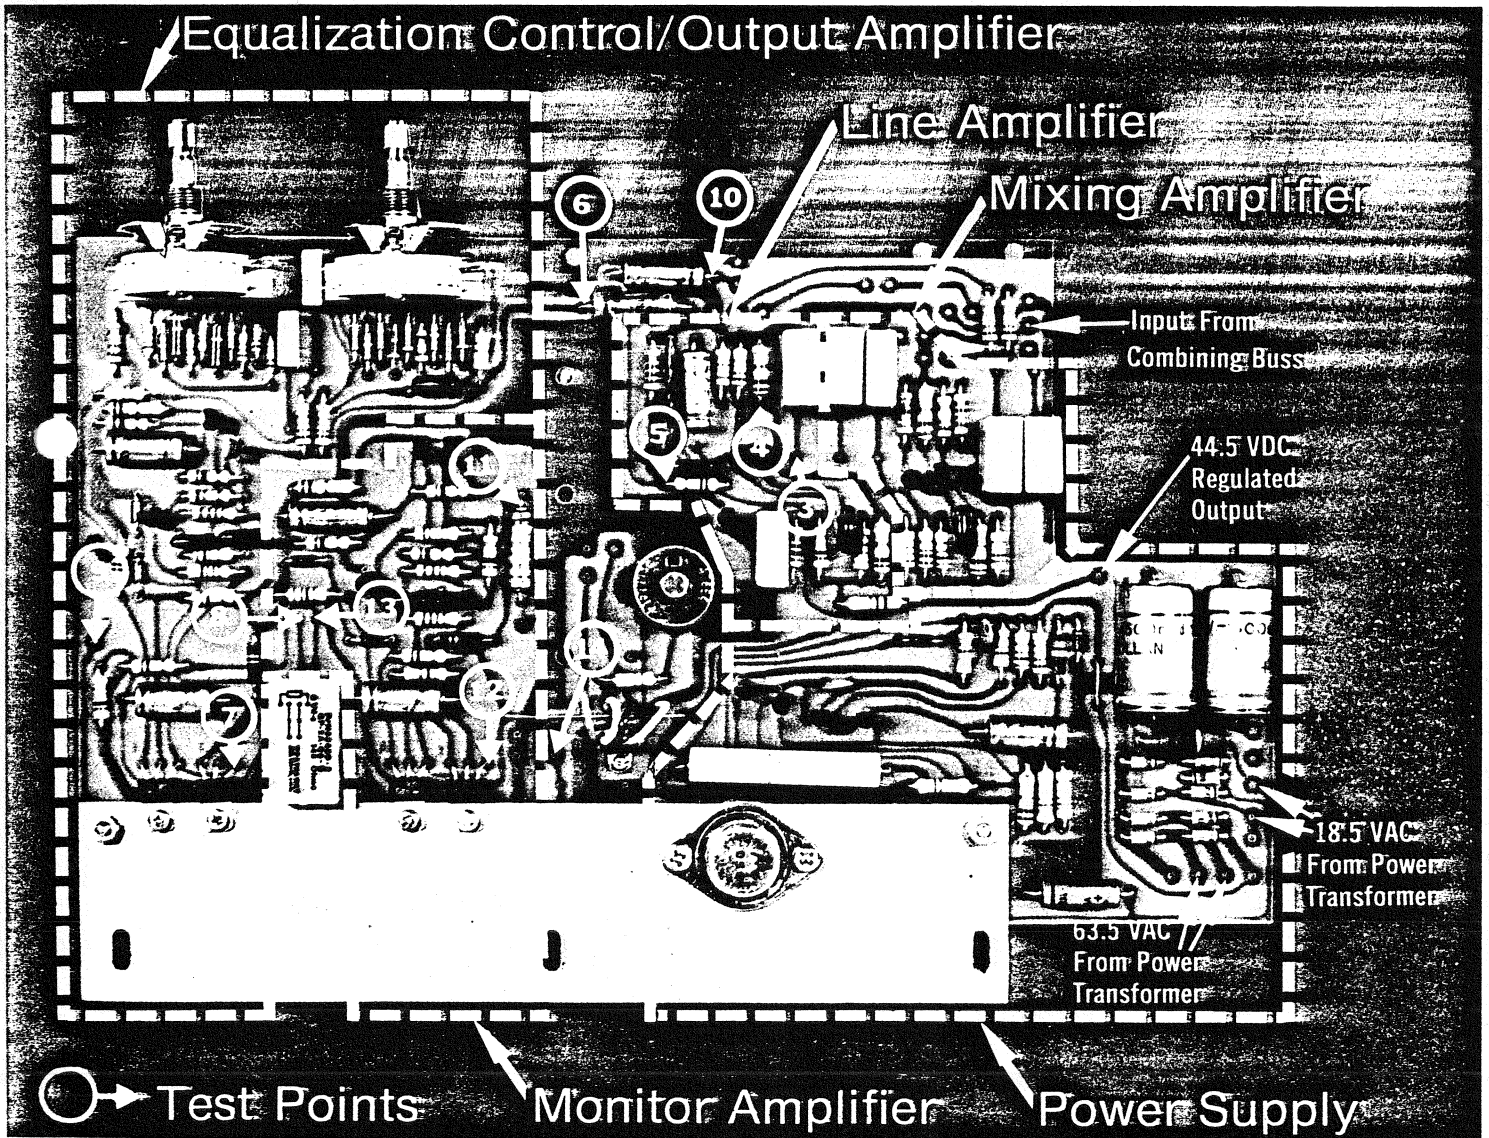 Equalization Control/Output Amplifier
Line Amplifier
Mixing Amplifier
6
10
Input From
Combining Buss
5
4
44.5 VDC
Regulated
Output
11
3
13
1
2
7
18.5 VAC
From Power
Transformer
63.5 VAC
From Power
Transformer
Test Points
Monitor Amplifier
Power Supply